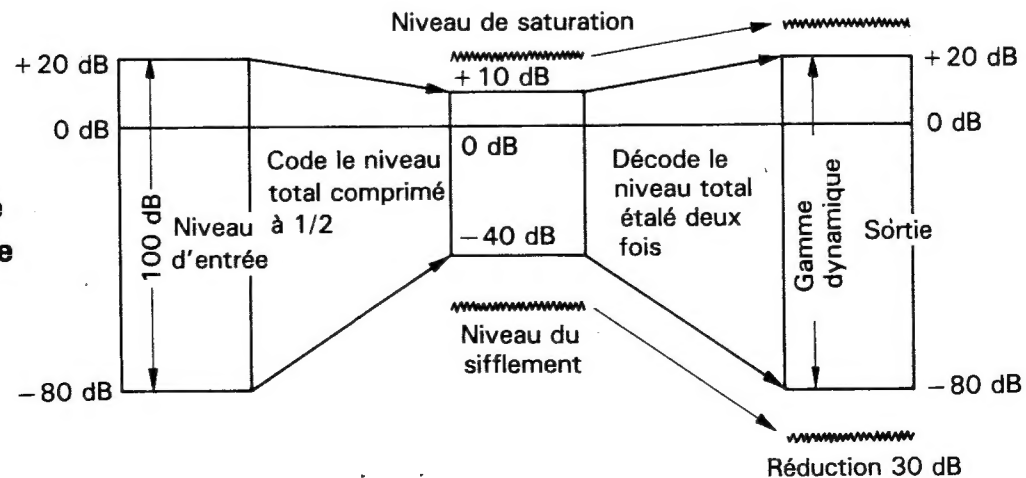 Niveau de saturation
+ 20 dB
+ 10 dB
+ 20 dB
0 dB
0 dB
0 dB
100 dB
Niveau
d'entrée
Code le niveau
total comprimé
à 1/2
− 40 dB
Décode le
niveau total
étalé deux
fois
Gamme
dynamique
Sortie
e
e
Niveau du
sifflement
− 80 dB
− 80 dB
Réduction 30 dB